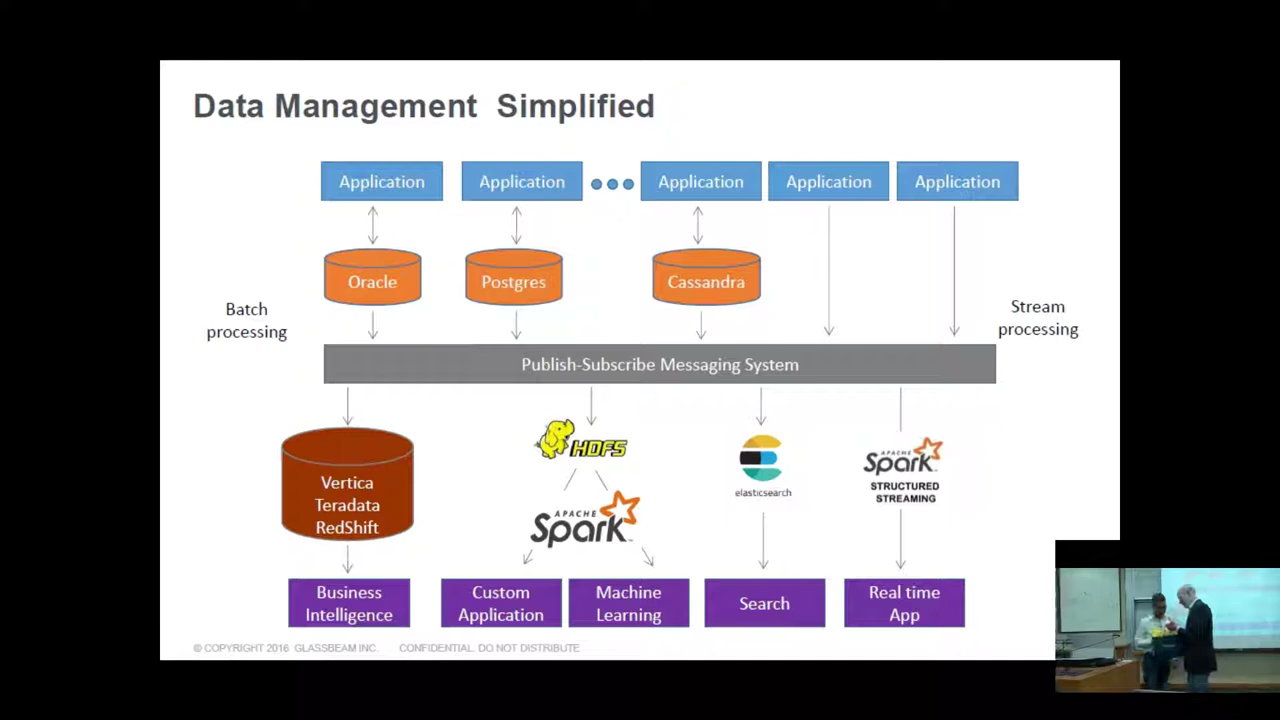 Data Management Simplified
Application
Application
Application
Application
Application
Oracle
Postgres
Cassandra
Batch
processing
Stream
processing
Publish-Subscribe Messaging System
Vertica
Teradata
RedShift
HDFS
APACHE
Spark
elasticsearch
APACHE
Spark
STRUCTURED
STREAMING
Business
Intelligence
Custom
Application
Machine
Learning
Search
Real time
App
© COPYRIGHT 2016 GLASSBEAM INC. CONFIDENTIAL. DO NOT DISTRIBUTE